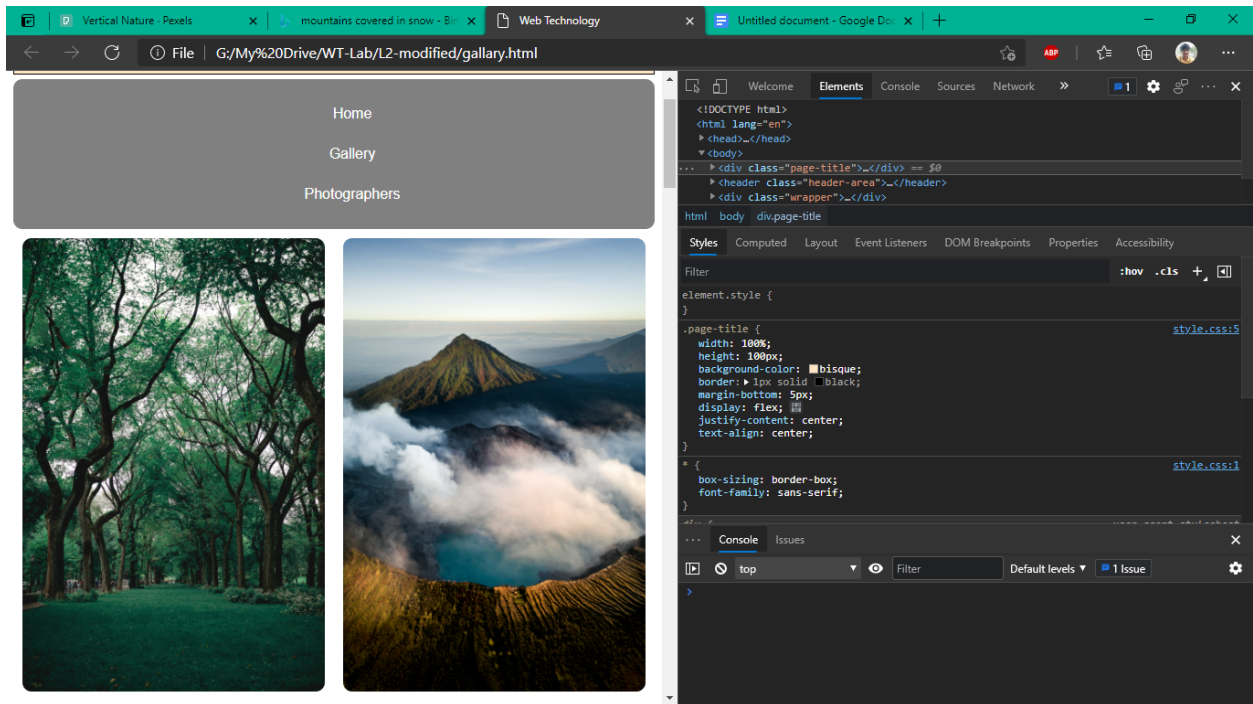 Vertical Nature · Pexels
mountains covered in snow - Bin
Web Technology
Untitled document - Google Doc
File G:/My%20Drive/WT-Lab/L2-modified/gallary.html
ABP
Home
Gallery
Photographers
Welcome Elements Console Sources Network » 1
<!DOCTYPE html>
<html lang="en">
<head>…</head>
<body>
··· <div class="page-title">…</div> == $0
<header class="header-area">…</header>
<div class="wrapper">…</div>
html body div.page-title
Styles Computed Layout Event Listeners DOM Breakpoints Properties Accessibility
Filter :hov .cls +
element.style {
}
.page-title { style.css:5
width: 100%;
height: 100px;
background-color: bisque;
border: 1px solid black;
margin-bottom: 5px;
display: flex;
justify-content: center;
text-align: center;
}
* { style.css:1
box-sizing: border-box;
font-family: sans-serif;
}
··· Console Issues
top Filter Default levels 1 Issue
>